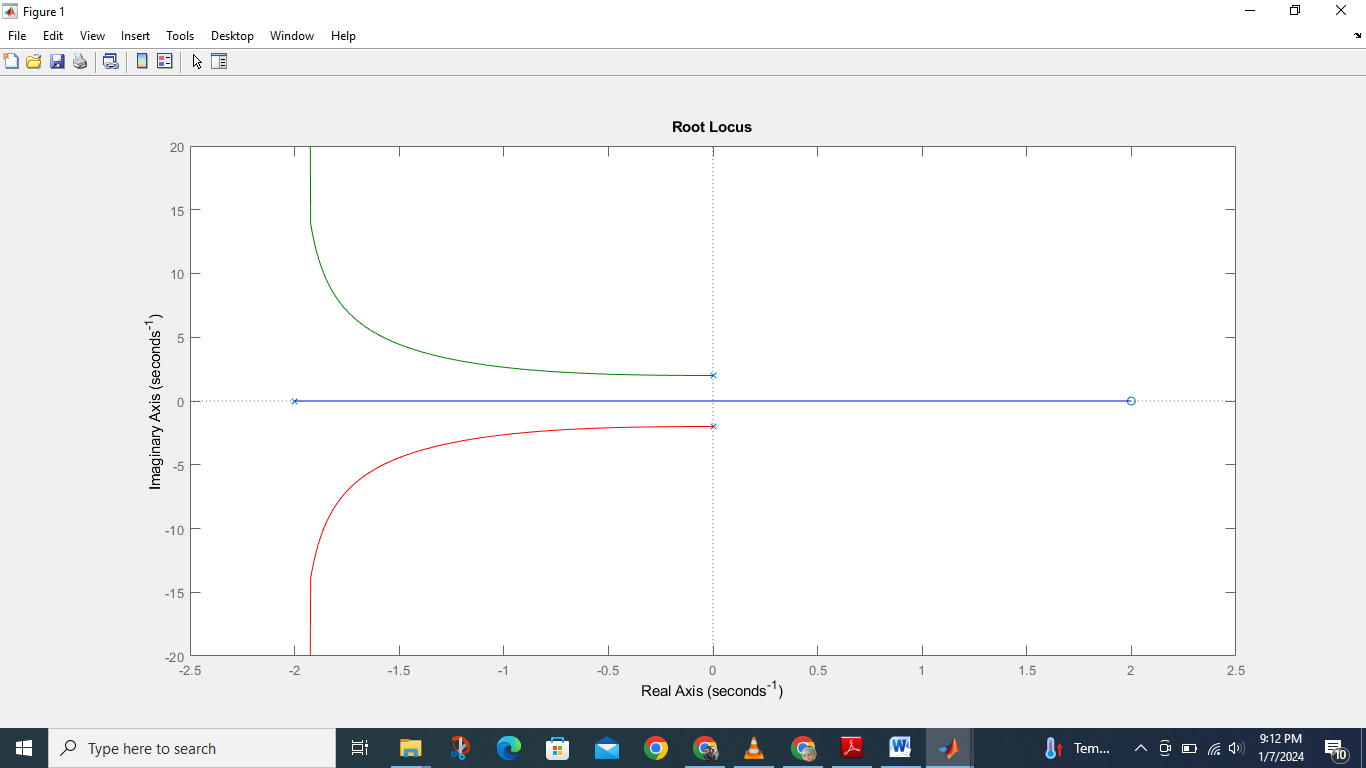 Figure 1
File Edit View Insert Tools Desktop Window Help
Root Locus
20
15
10
5
0
-5
-10
-15
-20
Imaginary Axis (seconds-1)
-2.5 -2 -1.5 -1 -0.5 0 0.5 1 1.5 2 2.5
Real Axis (seconds-1)
Type here to search
W
Tem...
9:12 PM
1/7/2024
10